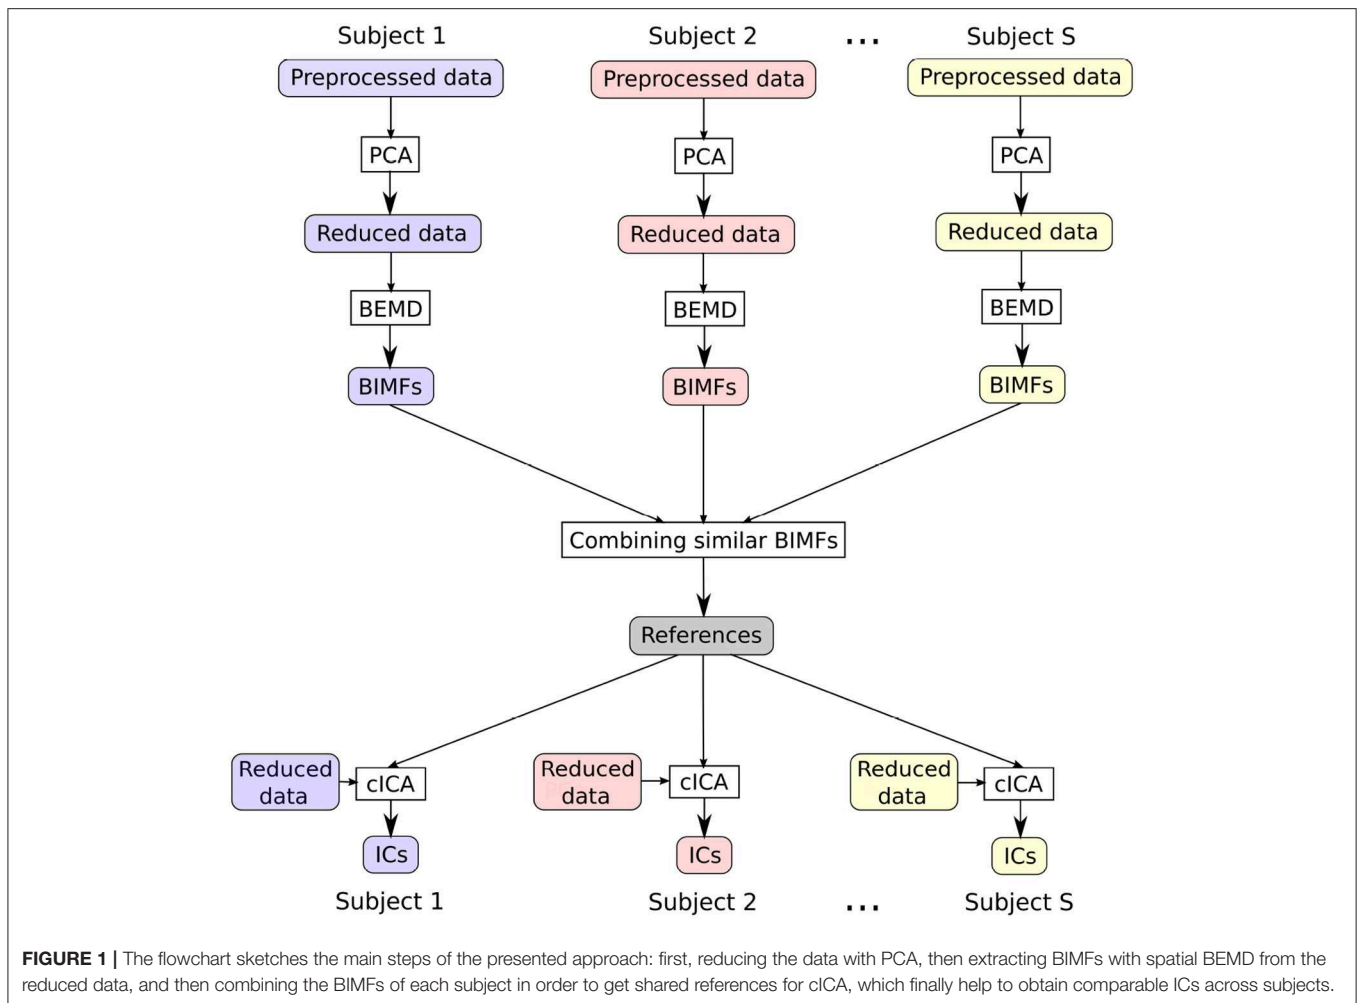 Subject 1 Subject 2 ... Subject S
Preprocessed data Preprocessed data Preprocessed data
PCA PCA PCA
Reduced data Reduced data Reduced data
BEMD BEMD BEMD
BIMFs BIMFs BIMFs
Combining similar BIMFs
References
Reduced data cICA Reduced data cICA Reduced data cICA
ICs ICs ICs
Subject 1 Subject 2 ... Subject S
FIGURE 1 | The flowchart sketches the main steps of the presented approach: first, reducing the data with PCA, then extracting BIMFs with spatial BEMD from the
reduced data, and then combining the BIMFs of each subject in order to get shared references for cICA, which finally help to obtain comparable ICs across subjects.